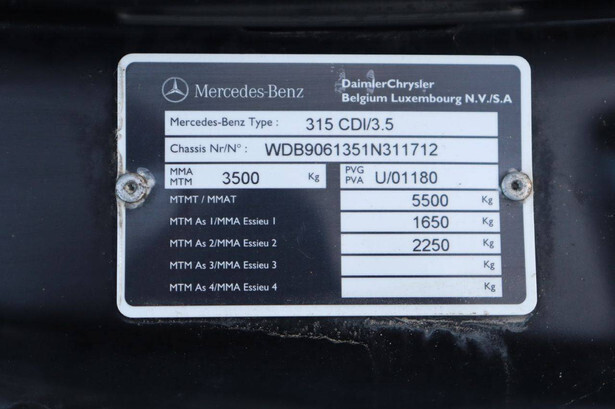 Mercedes-Benz
DaimlerChrysler
Belgium Luxembourg N.V./S.A
Mercedes-Benz Type : 315 CDI/3.5
Chassis Nr/N° : WDB9061351N311712
MMA
MTM 3500 Kg
PVG
PVA U/01180
MTMT / MMAT 5500 Kg
MTM As 1/MMA Essieu 1 1650 Kg
MTM As 2/MMA Essieu 2 2250 Kg
MTM As 3/MMA Essieu 3 Kg
MTM As 4/MMA Essieu 4 Kg